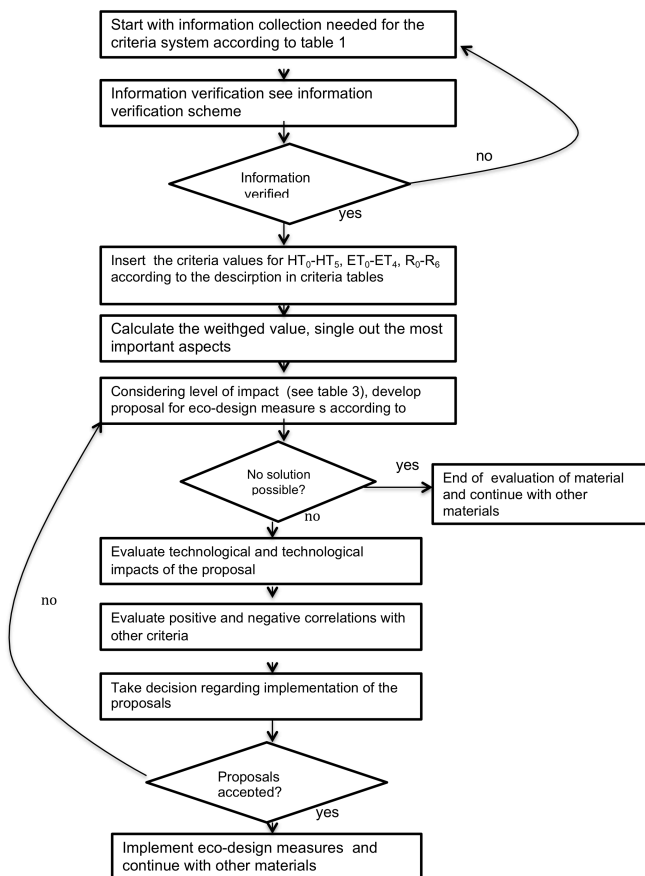 Start with information collection needed for the
criteria system according to table 1
Information verification see information
verification scheme
no
Information
verified
yes
Insert the criteria values for HT₀-HT₅, ET₀-ET₄, R₀-R₆
according to the descirption in criteria tables
Calculate the weithged value, single out the most
important aspects
Considering level of impact (see table 3), develop
proposal for eco-design measure s according to
No solution
possible?
yes
End of evaluation of material
and continue with other
materials
no
Evaluate technological and technological
impacts of the proposal
no
Evaluate positive and negative correlations with
other criteria
Take decision regarding implementation of the
proposals
Proposals
accepted?
yes
Implement eco-design measures and
continue with other materials